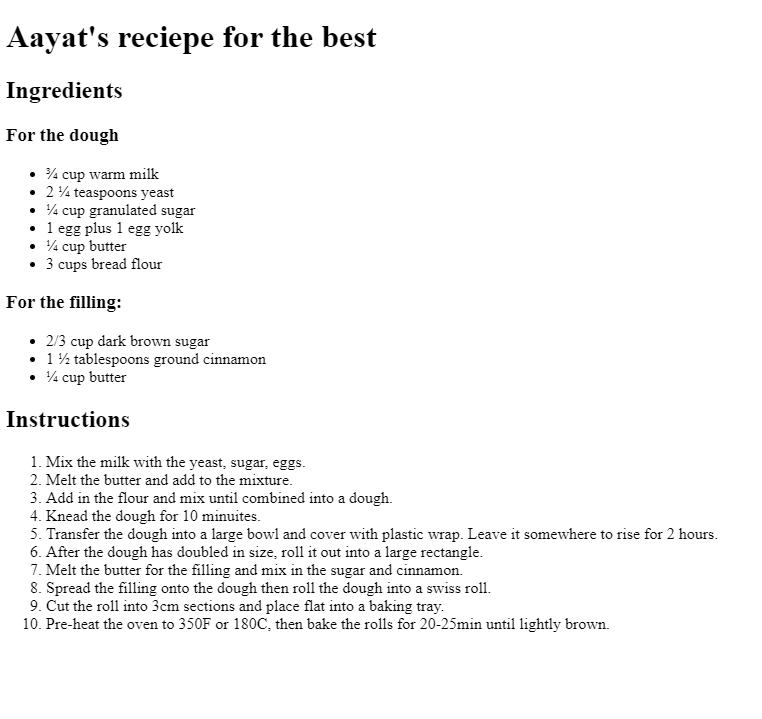 Aayat's reciepe for the best
Ingredients
For the dough
• ¾ cup warm milk
• 2 ¼ teaspoons yeast
• ¼ cup granulated sugar
• 1 egg plus 1 egg yolk
• ¼ cup butter
• 3 cups bread flour
For the filling:
• 2/3 cup dark brown sugar
• 1 ½ tablespoons ground cinnamon
• ¼ cup butter
Instructions
1. Mix the milk with the yeast, sugar, eggs.
2. Melt the butter and add to the mixture.
3. Add in the flour and mix until combined into a dough.
4. Knead the dough for 10 minuites.
5. Transfer the dough into a large bowl and cover with plastic wrap. Leave it somewhere to rise for 2 hours.
6. After the dough has doubled in size, roll it out into a large rectangle.
7. Melt the butter for the filling and mix in the sugar and cinnamon.
8. Spread the filling onto the dough then roll the dough into a swiss roll.
9. Cut the roll into 3cm sections and place flat into a baking tray.
10. Pre-heat the oven to 350F or 180C, then bake the rolls for 20-25min until lightly brown.